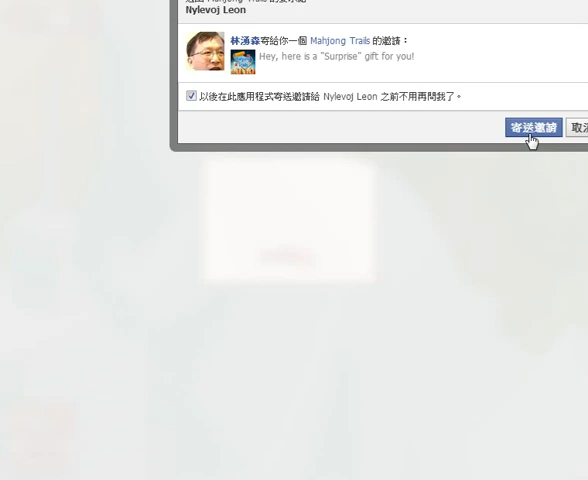 Nylevoj Leon
林湧森寄給你一個 Mahjong Trails 的邀請：
Hey, here is a "Surprise" gift for you!
以後在此應用程式寄送邀請給 Nylevoj Leon 之前不用再問我了。
寄送邀請 取消